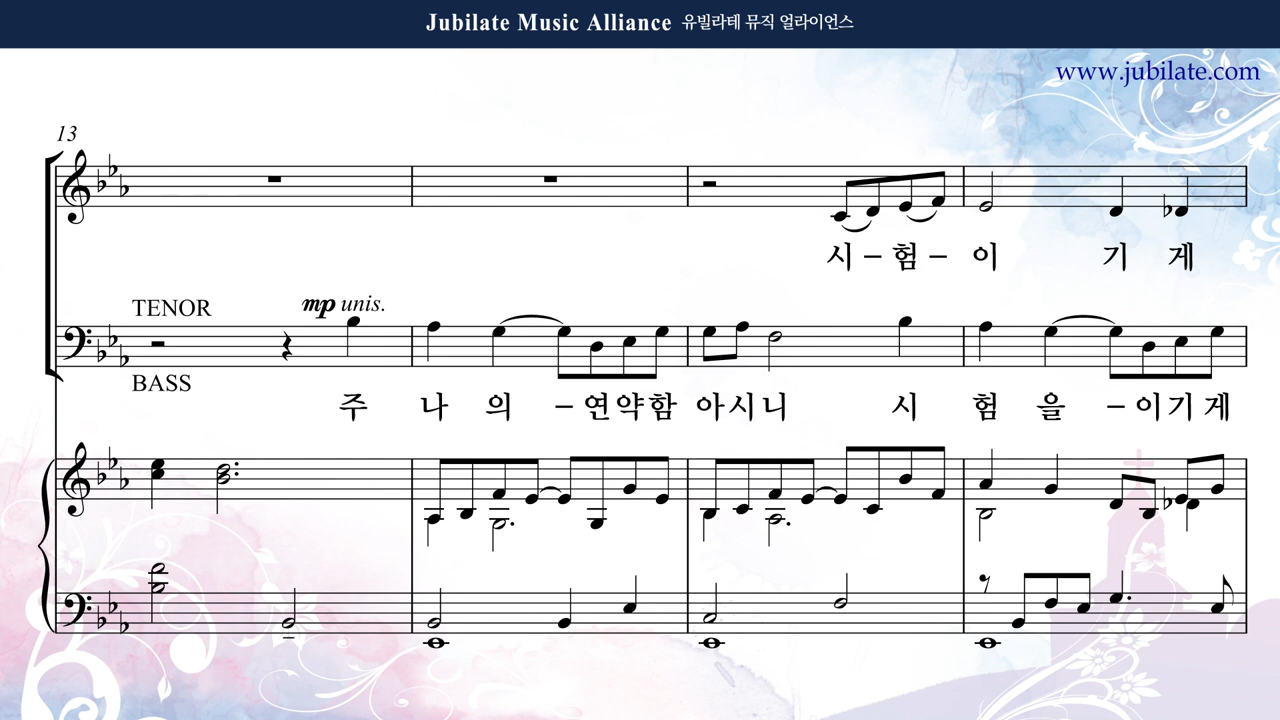 Jubilate Music Alliance 유빌라테 뮤직 얼라이언스
www.jubilate.com
13
시 – 험 – 이 기 게
TENOR mp unis.
BASS
주 나 의 – 연 약 함 아 시 니 시 험 을 – 이 기 게